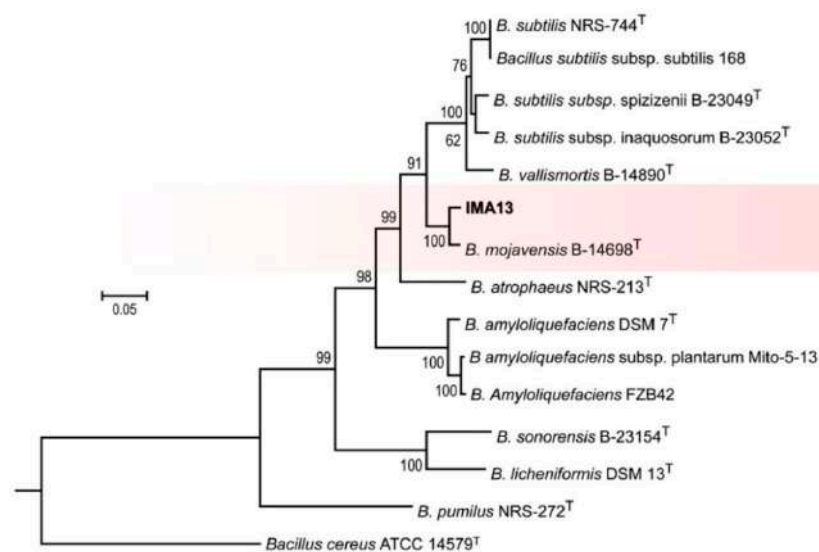 100
B. subtilis NRS-744ᵀ
Bacillus subtilis subsp. subtilis 168
76
B. subtilis subsp. spizizenii B-23049ᵀ
100
62
B. subtilis subsp. inaquosorum B-23052ᵀ
91
B. vallismortis B-14890ᵀ
IMA13
99
100
B. mojavensis B-14698ᵀ
98
B. atrophaeus NRS-213ᵀ
0.05
B. amyloliquefaciens DSM 7ᵀ
99
100
B amyloliquefaciens subsp. plantarum Mito-5-13
100
B. Amyloliquefaciens FZB42
B. sonorensis B-23154ᵀ
100
B. licheniformis DSM 13ᵀ
B. pumilus NRS-272ᵀ
Bacillus cereus ATCC 14579ᵀ